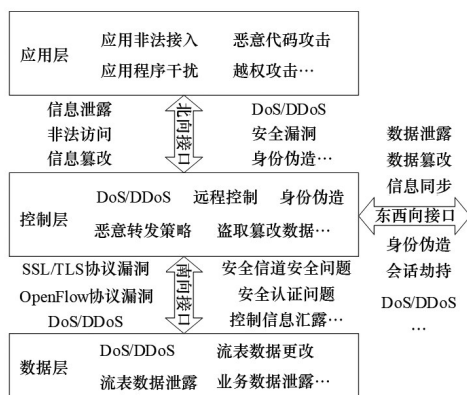 应用层
应用非法接入 恶意代码攻击
应用程序干扰 越权攻击…
信息泄露
非法访问
信息篡改
北向接口
DoS/DDoS
安全漏洞
身份伪造…
控制层
DoS/DDoS 远程控制 身份伪造
恶意转发策略 盗取篡改数据…
数据泄露
数据篡改
信息同步
东西向接口
身份伪造
会话劫持
DoS/DDoS
…
SSL/TLS协议漏洞
OpenFlow协议漏洞
DoS/DDoS
南向接口
安全信道安全问题
安全认证问题
控制信息汇露…
数据层
DoS/DDoS 流表数据更改
流表数据泄露 业务数据泄露…